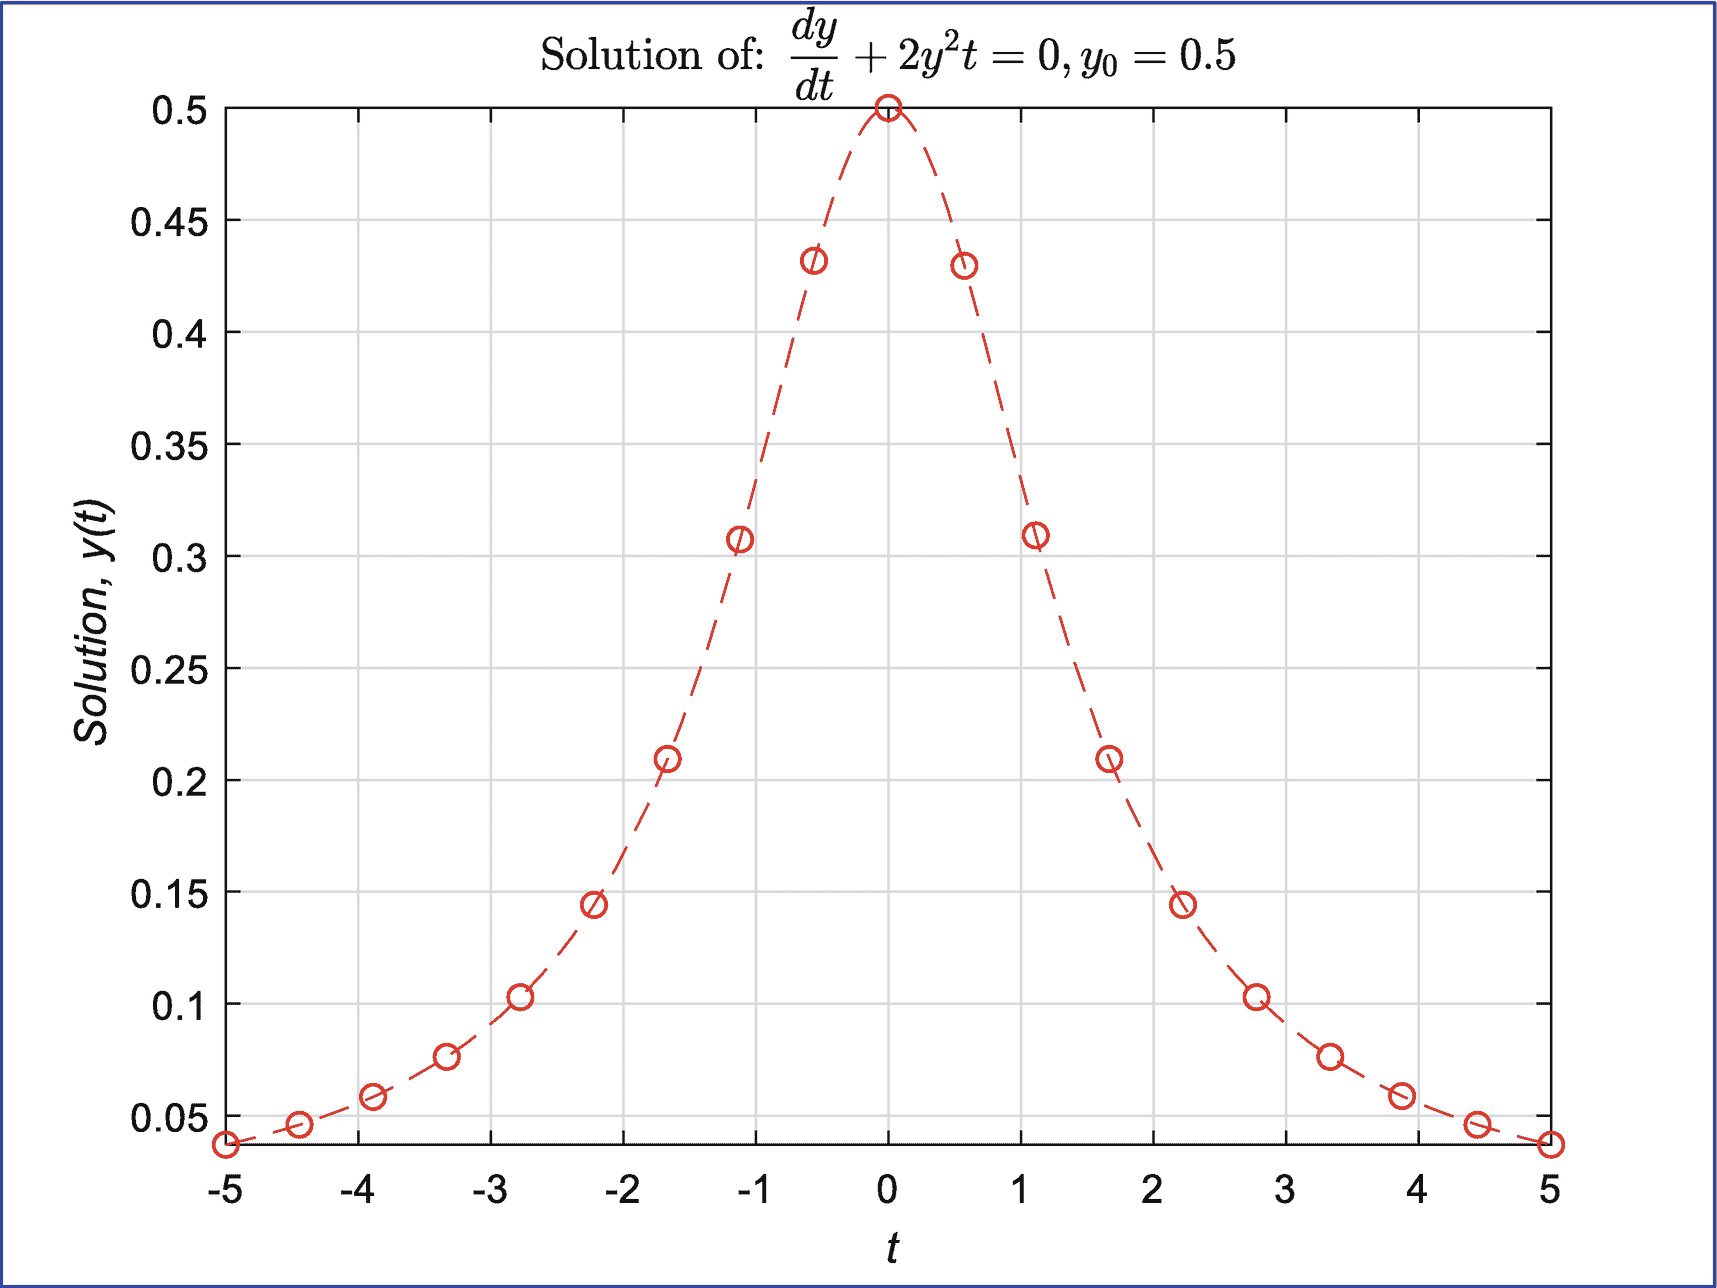 Solution of: dy/dt + 2y²t = 0, y₀ = 0.5
0.5
0.45
0.4
0.35
0.3
0.25
0.2
0.15
0.1
0.05
Solution, y(t)
-5 -4 -3 -2 -1 0 1 2 3 4 5
t